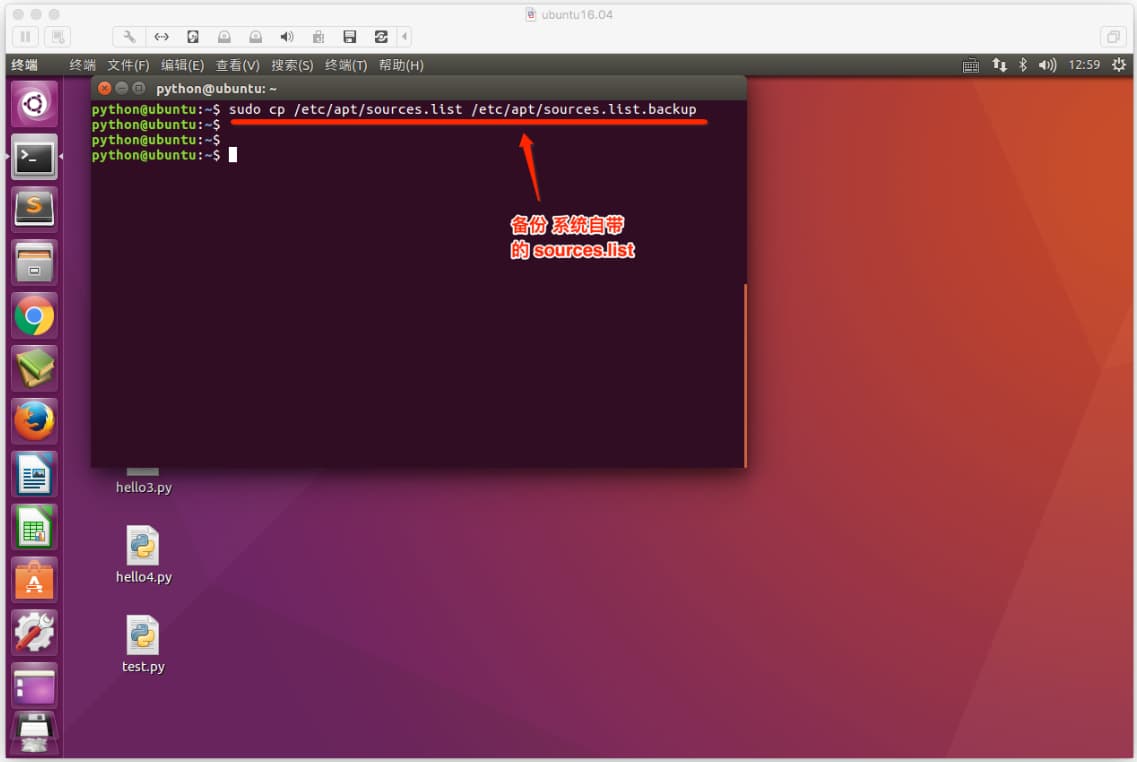 ubuntu16.04
终端 终端 文件(F) 编辑(E) 查看(V) 搜索(S) 终端(T) 帮助(H) 12:59
python@ubuntu: ~
python@ubuntu:~$ sudo cp /etc/apt/sources.list /etc/apt/sources.list.backup
python@ubuntu:~$
python@ubuntu:~$
python@ubuntu:~$
备份 系统自带
的 sources.list
hello3.py
hello4.py
test.py